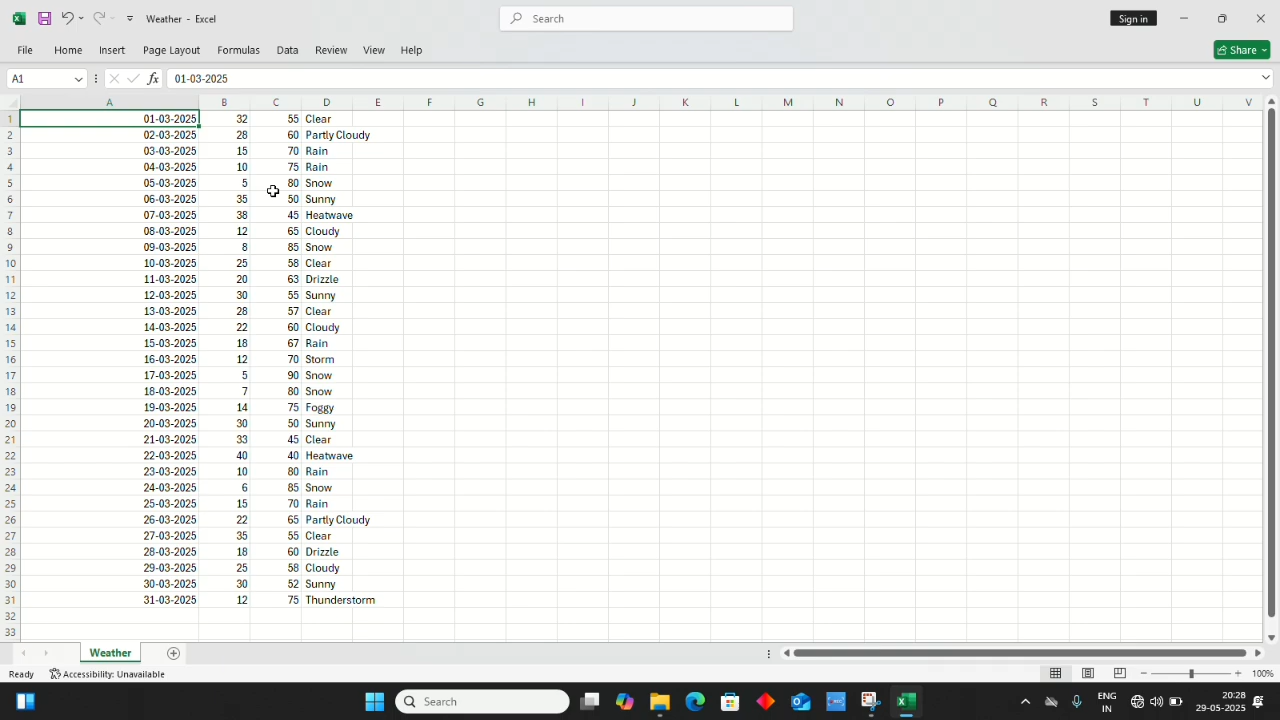 Weather - Excel
Search
Sign in
File Home Insert Page Layout Formulas Data Review View Help
Share
A1 fx 01-03-2025
A B C D E F G H I J K L M N O P Q R S T U V
1 01-03-2025 32 55 Clear
2 02-03-2025 28 60 Partly Cloudy
3 03-03-2025 15 70 Rain
4 04-03-2025 10 75 Rain
5 05-03-2025 5 80 Snow
6 06-03-2025 35 50 Sunny
7 07-03-2025 38 45 Heatwave
8 08-03-2025 12 65 Cloudy
9 09-03-2025 8 85 Snow
10 10-03-2025 25 58 Clear
11 11-03-2025 20 63 Drizzle
12 12-03-2025 30 55 Sunny
13 13-03-2025 28 57 Clear
14 14-03-2025 22 60 Cloudy
15 15-03-2025 18 67 Rain
16 16-03-2025 12 70 Storm
17 17-03-2025 5 90 Snow
18 18-03-2025 7 80 Snow
19 19-03-2025 14 75 Foggy
20 20-03-2025 30 50 Sunny
21 21-03-2025 33 45 Clear
22 22-03-2025 40 40 Heatwave
23 23-03-2025 10 80 Rain
24 24-03-2025 6 85 Snow
25 25-03-2025 15 70 Rain
26 26-03-2025 22 65 Partly Cloudy
27 27-03-2025 35 55 Clear
28 28-03-2025 18 60 Drizzle
29 29-03-2025 25 58 Cloudy
30 30-03-2025 30 52 Sunny
31 31-03-2025 12 75 Thunderstorm
32
33
Weather
Ready Accessibility: Unavailable 100%
Search
ENG 20:28
IN 29-05-2025